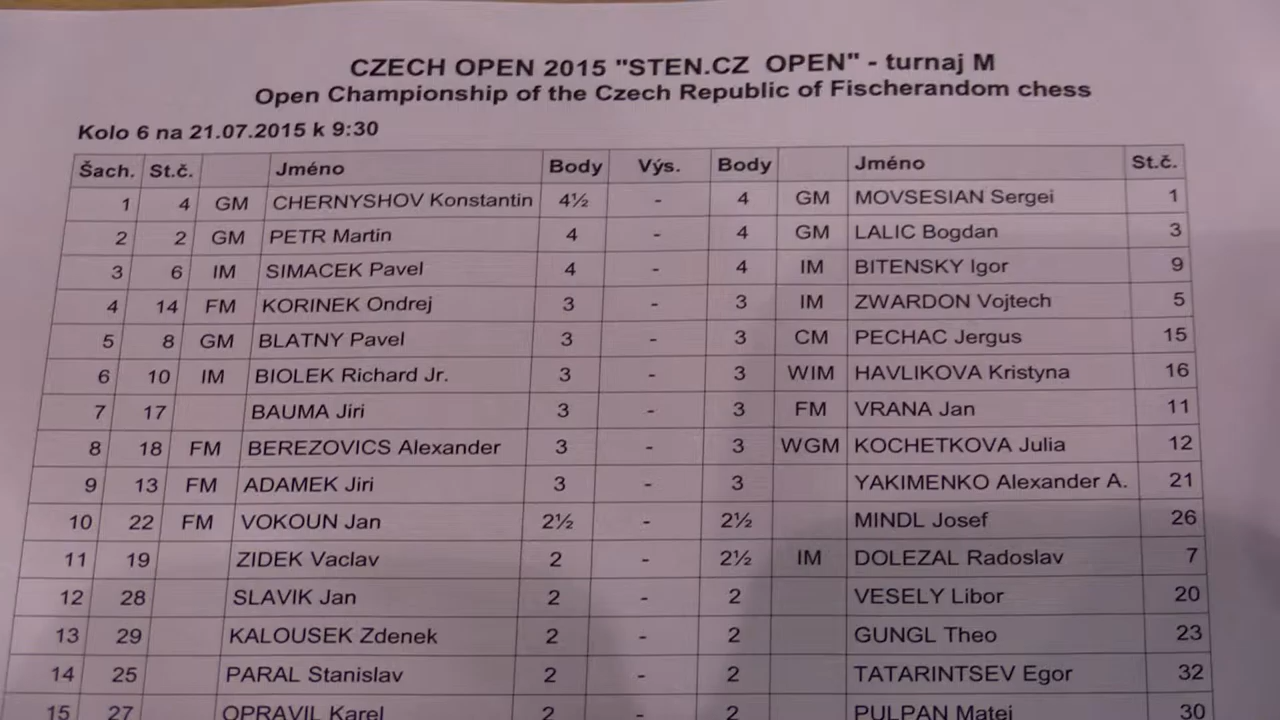 CZECH OPEN 2015 "STEN.CZ OPEN" - turnaj M
Open Championship of the Czech Republic of Fischerandom chess
Kolo 6 na 21.07.2015 k 9:30
Šach. St.č. Jméno Body Výs. Body Jméno St.č.
1 4 GM CHERNYSHOV Konstantin 4½ - 4 GM MOVSESIAN Sergei 1
2 2 GM PETR Martin 4 - 4 GM LALIC Bogdan 3
3 6 IM SIMACEK Pavel 4 - 4 IM BITENSKY Igor 9
4 14 FM KORINEK Ondrej 3 - 3 IM ZWARDON Vojtech 5
5 8 GM BLATNY Pavel 3 - 3 CM PECHAC Jergus 15
6 10 IM BIOLEK Richard Jr. 3 - 3 WIM HAVLIKOVA Kristyna 16
7 17 BAUMA Jiri 3 - 3 FM VRANA Jan 11
8 18 FM BEREZOVICS Alexander 3 - 3 WGM KOCHETKOVA Julia 12
9 13 FM ADAMEK Jiri 3 - 3 YAKIMENKO Alexander A. 21
10 22 FM VOKOUN Jan 2½ - 2½ MINDL Josef 26
11 19 ZIDEK Vaclav 2 - 2½ IM DOLEZAL Radoslav 7
12 28 SLAVIK Jan 2 - 2 VESELY Libor 20
13 29 KALOUSEK Zdenek 2 - 2 GUNGL Theo 23
14 25 PARAL Stanislav 2 - 2 TATARINTSEV Egor 32
15 27 OPRAVIL Karel 2 - 2 PULPAN Matej 30